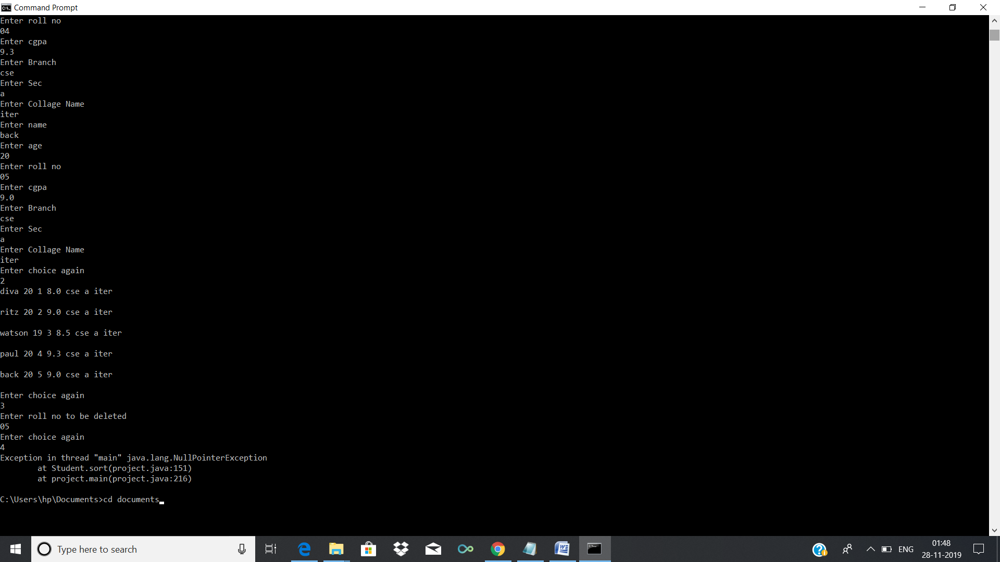 Command Prompt
Enter roll no
04
Enter cgpa
9.3
Enter Branch
cse
Enter Sec
a
Enter Collage Name
iter
Enter name
back
Enter age
20
Enter roll no
05
Enter cgpa
9.0
Enter Branch
cse
Enter Sec
a
Enter Collage Name
iter
Enter choice again
2
diva 20 1 8.0 cse a iter
ritz 20 2 9.0 cse a iter
watson 19 3 8.5 cse a iter
paul 20 4 9.3 cse a iter
back 20 5 9.0 cse a iter
Enter choice again
3
Enter roll no to be deleted
05
Enter choice again
4
Exception in thread "main" java.lang.NullPointerException
        at Student.sort(project.java:151)
        at project.main(project.java:216)
C:\Users\hp\Documents>cd documents
Type here to search
ENG
01:48
28-11-2019